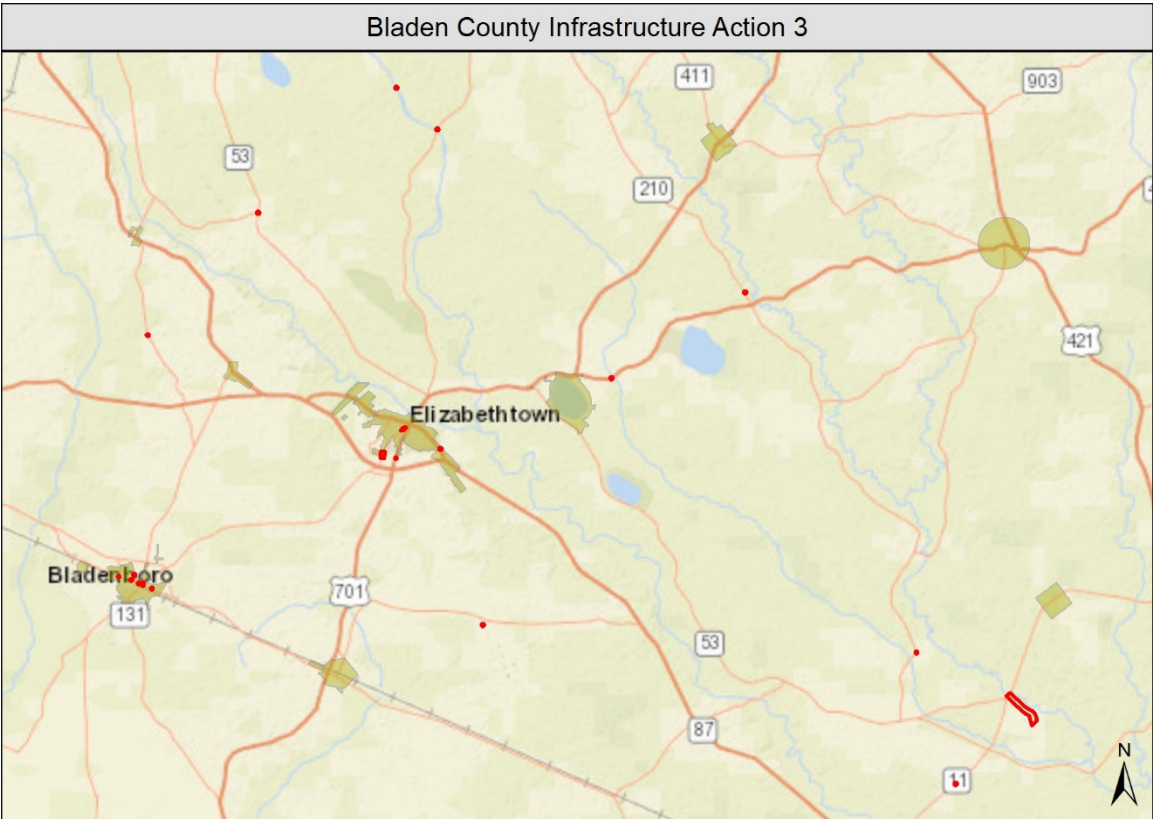 Bladen County Infrastructure Action 3
411
903
53
210
421
Elizabethtown
Bladenboro
131
701
53
87
11
N